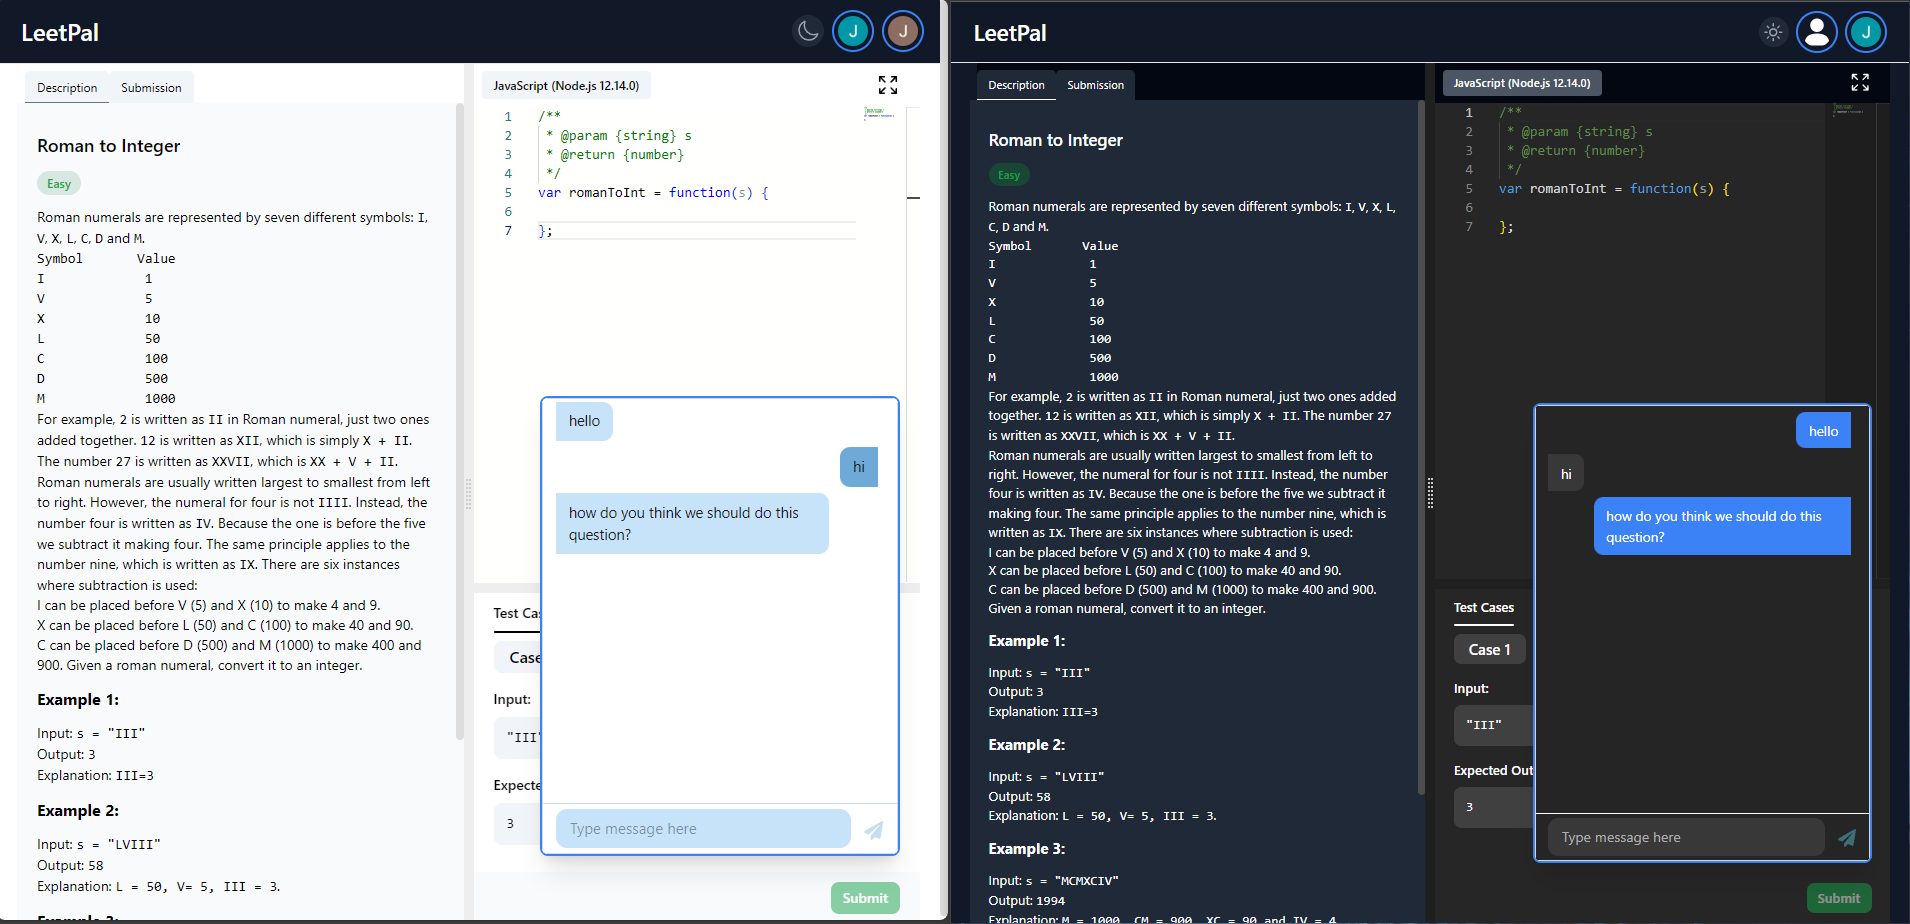 LeetPal
J
J
Description
Submission
Roman to Integer
Easy
Roman numerals are represented by seven different symbols: I,
V, X, L, C, D and M.
Symbol Value
I 1
V 5
X 10
L 50
C 100
D 500
M 1000
For example, 2 is written as II in Roman numeral, just two ones
added together. 12 is written as XII, which is simply X + II.
The number 27 is written as XXVII, which is XX + V + II.
Roman numerals are usually written largest to smallest from left
to right. However, the numeral for four is not IIII. Instead, the
number four is written as IV. Because the one is before the five
we subtract it making four. The same principle applies to the
number nine, which is written as IX. There are six instances
where subtraction is used:
I can be placed before V (5) and X (10) to make 4 and 9.
X can be placed before L (50) and C (100) to make 40 and 90.
C can be placed before D (500) and M (1000) to make 400 and
900. Given a roman numeral, convert it to an integer.
Example 1:
Input: s = "III"
Output: 3
Explanation: III=3
Example 2:
Input: s = "LVIII"
Output: 58
Explanation: L = 50, V= 5, III = 3.
Example 3:
JavaScript (Node.js 12.14.0)
1 /**
2 * @param {string} s
3 * @return {number}
4 */
5 var romanToInt = function(s) {
6
7 };
Test Ca
Case
Input:
"III"
Expecte
3
hello
hi
how do you think we should do this
question?
Type message here
Submit
LeetPal
J
Description
Submission
Roman to Integer
Easy
Roman numerals are represented by seven different symbols: I, V, X, L,
C, D and M.
Symbol Value
I 1
V 5
X 10
L 50
C 100
D 500
M 1000
For example, 2 is written as II in Roman numeral, just two ones added
together. 12 is written as XII, which is simply X + II. The number 27
is written as XXVII, which is XX + V + II.
Roman numerals are usually written largest to smallest from left to
right. However, the numeral for four is not IIII. Instead, the number
four is written as IV. Because the one is before the five we subtract it
making four. The same principle applies to the number nine, which is
written as IX. There are six instances where subtraction is used:
I can be placed before V (5) and X (10) to make 4 and 9.
X can be placed before L (50) and C (100) to make 40 and 90.
C can be placed before D (500) and M (1000) to make 400 and 900.
Given a roman numeral, convert it to an integer.
Example 1:
Input: s = "III"
Output: 3
Explanation: III=3
Example 2:
Input: s = "LVIII"
Output: 58
Explanation: L = 50, V= 5, III = 3.
Example 3:
Input: s = "MCMXCIV"
Output: 1994
Explanation: M = 1000, CM = 900, XC = 90 and IV = 4.
JavaScript (Node.js 12.14.0)
1 /**
2 * @param {string} s
3 * @return {number}
4 */
5 var romanToInt = function(s) {
6
7 };
Test Cases
Case 1
Input:
"III"
Expected Out
3
hello
hi
how do you think we should do this
question?
Type message here
Submit